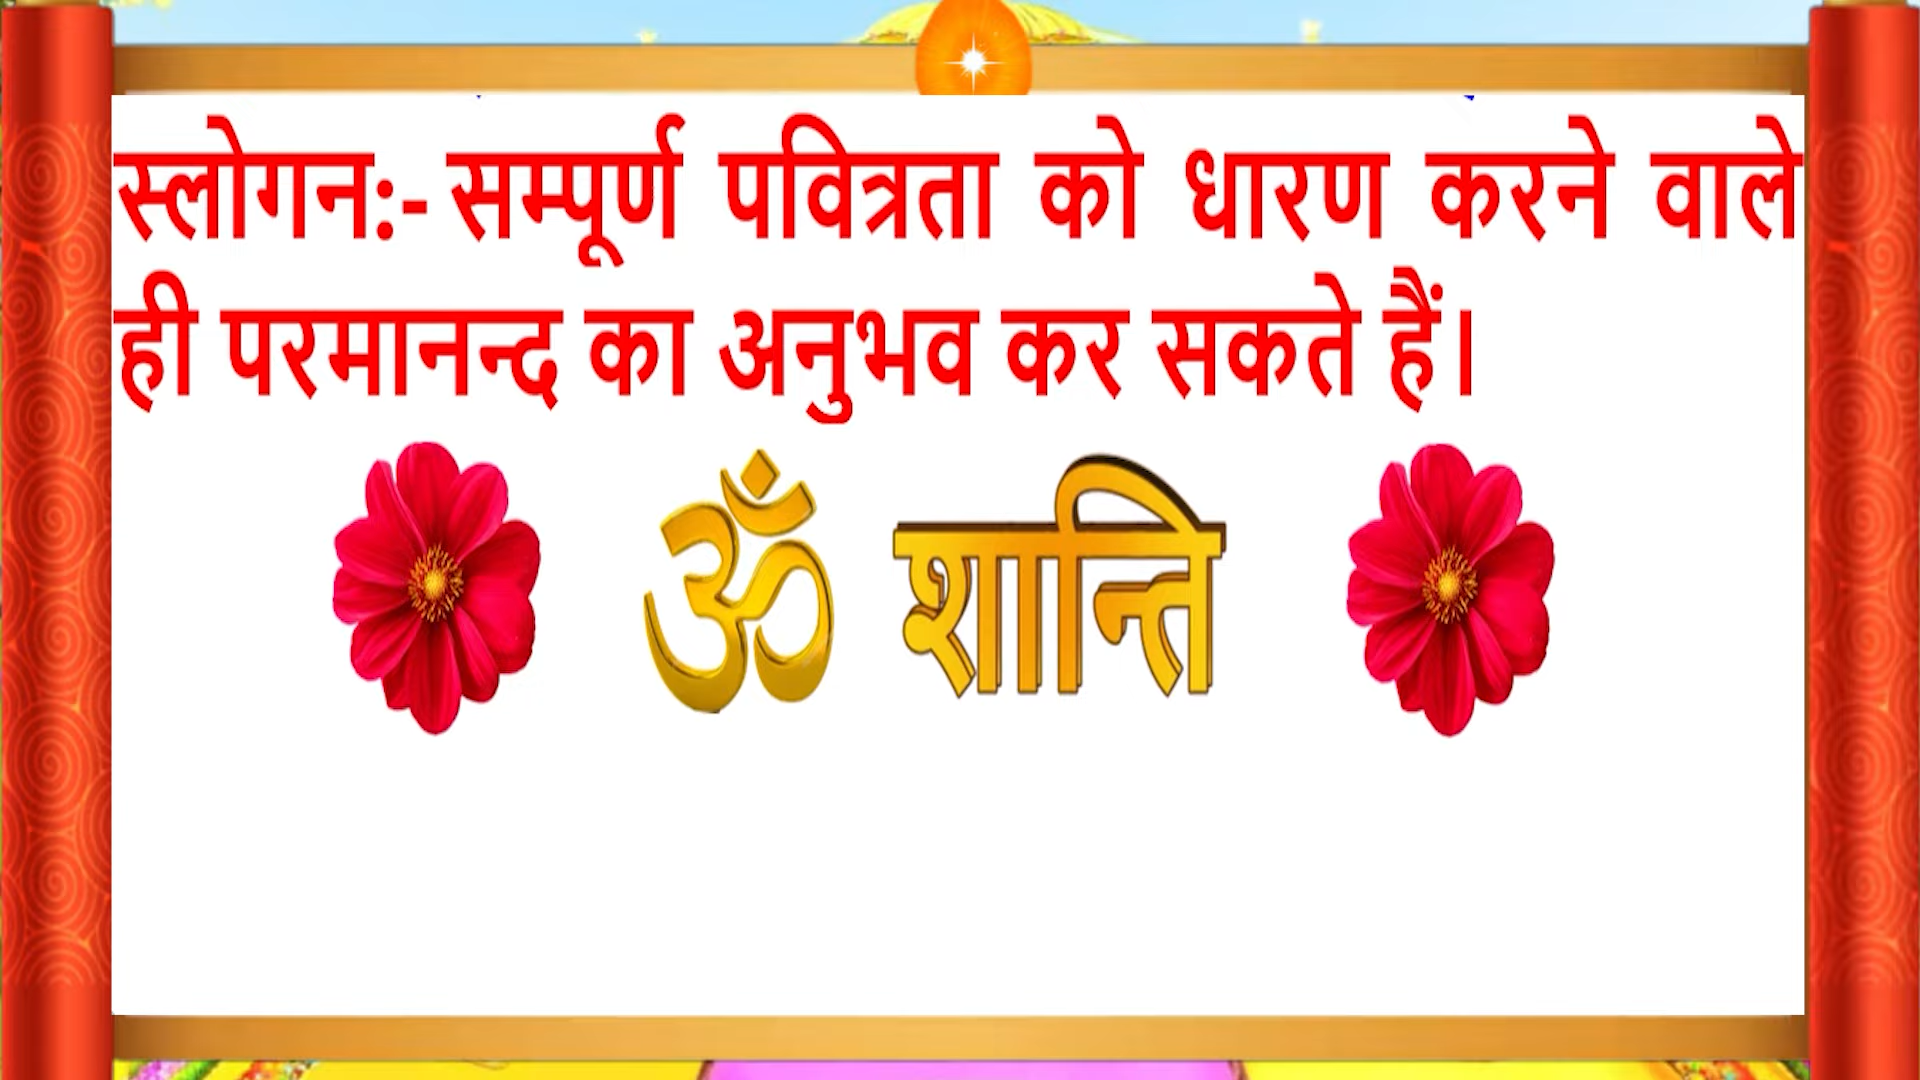 स्लोगन:- सम्पूर्ण पवित्रता को धारण करने वाले
ही परमानन्द का अनुभव कर सकते हैं।
ॐ शान्ति